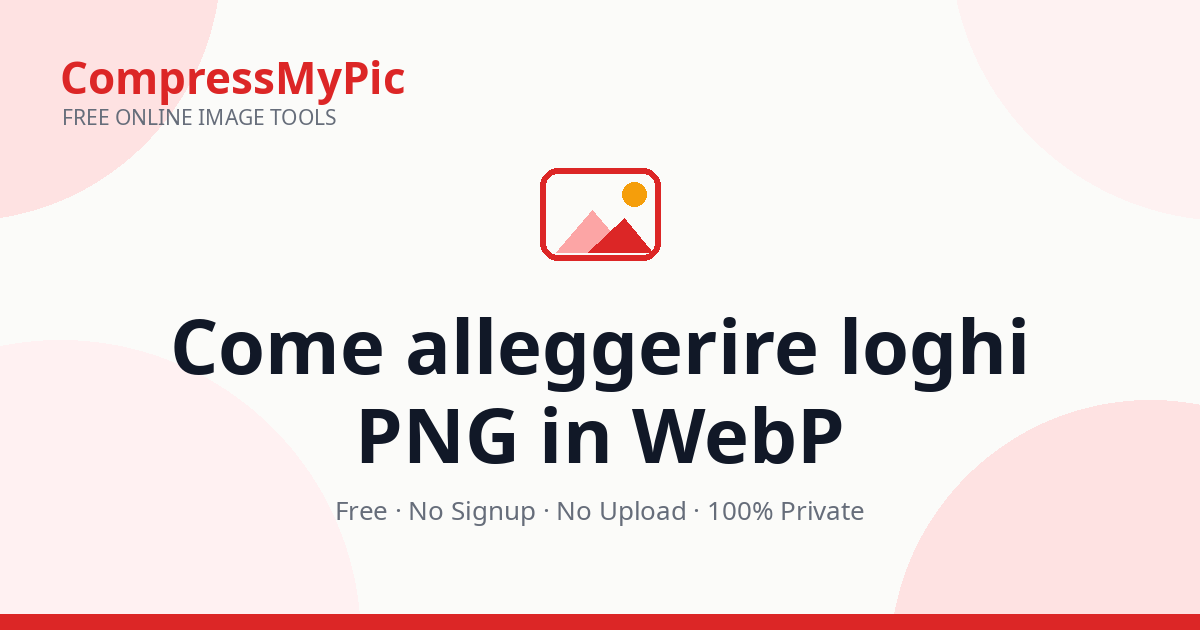 CompressMyPic
FREE ONLINE IMAGE TOOLS
Come alleggerire loghi
PNG in WebP
Free · No Signup · No Upload · 100% Private